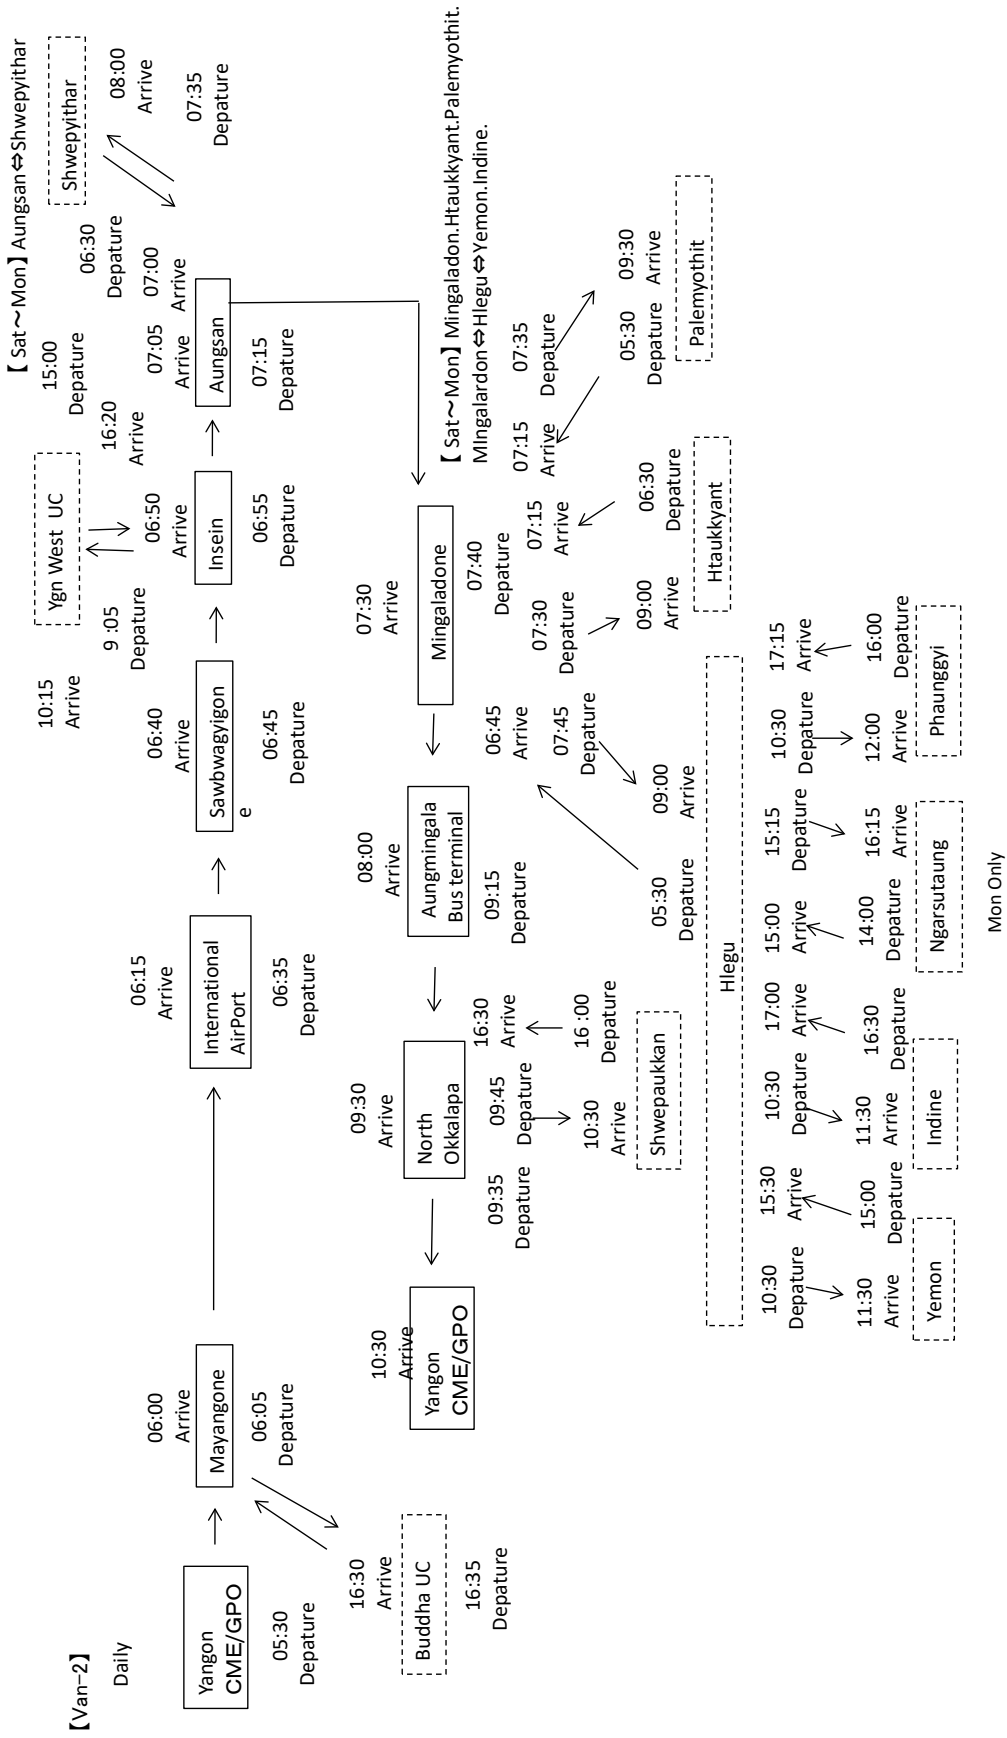 【Van−2】
Daily
Yangon
CME/GPO
05:30
Depature
06:00
Arrive
Mayangone
06:05
Depature
16:30
Arrive
Buddha UC
16:35
Depature
06:15
Arrive
International
AirPort
06:35
Depature
06:40
Arrive
Sawbwagyigon
e
06:45
Depature
10:15
Arrive
9 :05
Depature
Ygn West  UC
16:20
Arrive
15:00
Depature
06:50
Arrive
Insein
06:55
Depature
【 Sat～Mon】Aungsan⇔Shwepyithar
07:05
Arrive
07:00
Arrive
06:30
Depature
Aungsan
07:15
Depature
Shwepyithar
08:00
Arrive
07:35
Depature
【 Sat～Mon】Mingaladon.Htaukkyant.Palemyothit.
MIngalardon⇔Hlegu⇔Yemon.Indine.
07:30
Arrive
Mingaladone
07:40
Depature
07:15
Arrive
07:35
Depature
05:30
Depature
09:30
Arrive
Palemyothit
07:15
Arrive
07:30
Depature
06:30
Depature
09:00
Arrive
Htaukkyant
06:45
Arrive
07:45
Depature
05:30
Depature
09:00
Arrive
Hlegu
08:00
Arrive
Aungmingala
Bus terminal
09:15
Depature
09:30
Arrive
North
Okkalapa
09:35
Depature
09:45
Depature
16:30
Arrive
10:30
Arrive
16 :00
Depature
Shwepaukkan
10:30
Arrive
Yangon
CME/GPO
10:30
Depature
15:30
Arrive
11:30
Arrive
15:00
Depature
Yemon
10:30
Depature
17:00
Arrive
11:30
Arrive
16:30
Depature
Indine
15:00
Arrive
15:15
Depature
14:00
Depature
16:15
Arrive
Ngarsutaung
Mon Only
10:30
Depature
17:15
Arrive
12:00
Arrive
16:00
Depature
Phaunggyi